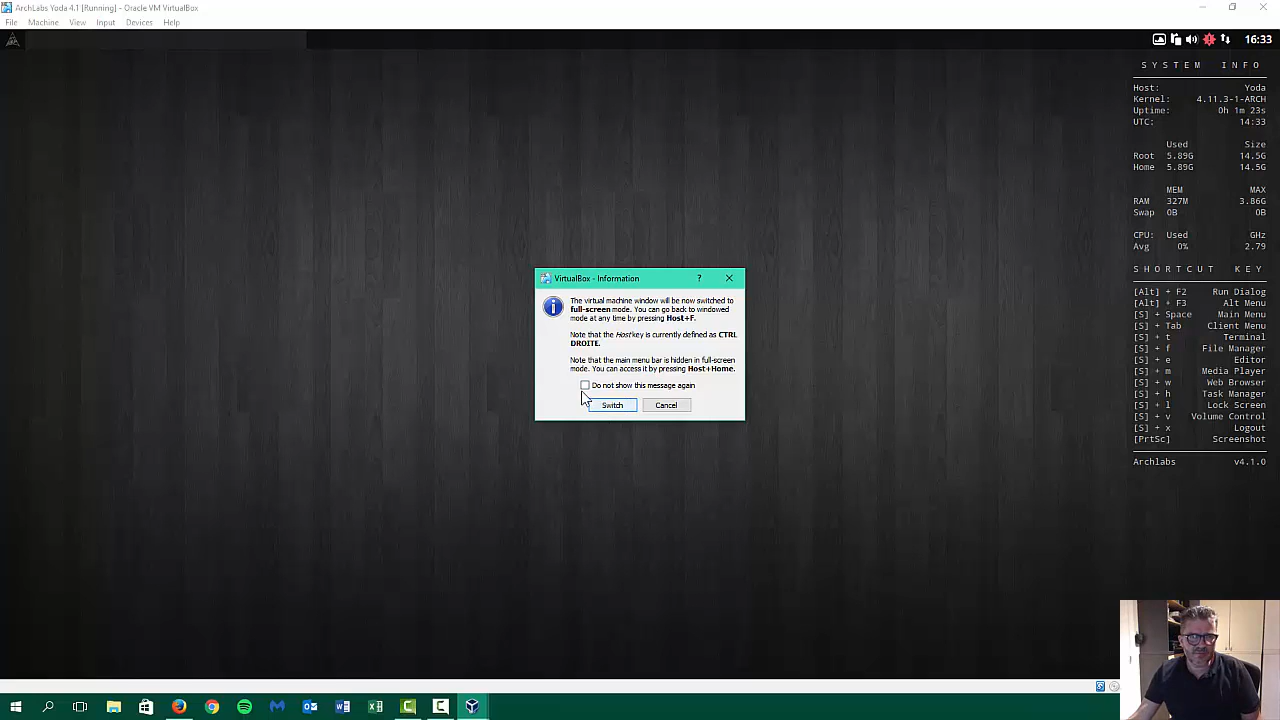 ArchLabs Yoda 4.1 [Running] - Oracle VM VirtualBox
File Machine View Input Devices Help
16:33
SYSTEM INFO
Host: Yoda
Kernel: 4.11.3-1-ARCH
Uptime: 0h 1m 23s
UTC: 14:33
Used Size
Root 5.89G 14.5G
Home 5.89G 14.5G
MEM MAX
RAM 327M 3.86G
Swap 0B 0B
CPU: Used GHz
Avg 0% 2.79
SHORTCUT KEY
[Alt] + F2 Run Dialog
[Alt] + F3 Alt Menu
[S] + Space Main Menu
[S] + Tab Client Menu
[S] + t Terminal
[S] + f File Manager
[S] + e Editor
[S] + m Media Player
[S] + w Web Browser
[S] + h Task Manager
[S] + l Lock Screen
[S] + v Volume Control
[S] + x Logout
[PrtSc] Screenshot
Archlabs v4.1.0
VirtualBox - Information
The virtual machine window will be now switched to
full-screen mode. You can go back to windowed
mode at any time by pressing Host+F.
Note that the Host key is currently defined as CTRL
DROITE.
Note that the main menu bar is hidden in full-screen
mode. You can access it by pressing Host+Home.
Do not show this message again
Switch Cancel